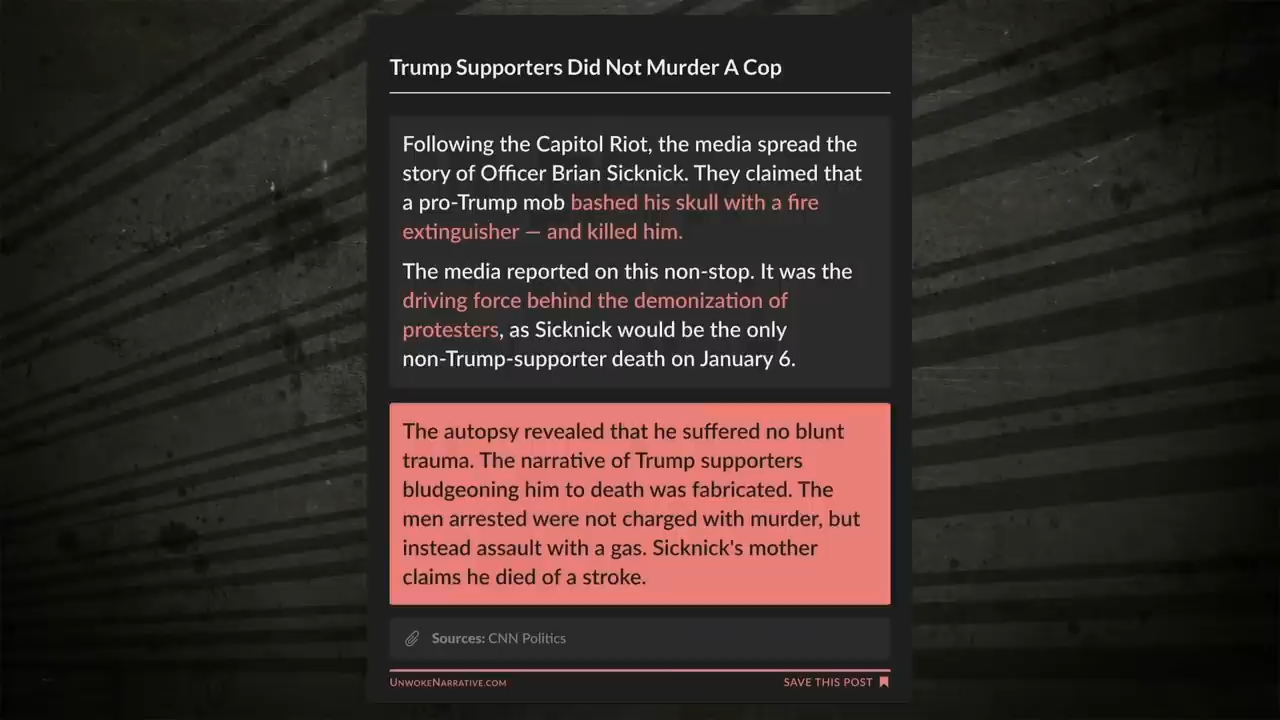 Trump Supporters Did Not Murder A Cop
Following the Capitol Riot, the media spread the
story of Officer Brian Sicknick. They claimed that
a pro-Trump mob bashed his skull with a fire
extinguisher — and killed him.
The media reported on this non-stop. It was the
driving force behind the demonization of
protesters, as Sicknick would be the only
non-Trump-supporter death on January 6.
The autopsy revealed that he suffered no blunt
trauma. The narrative of Trump supporters
bludgeoning him to death was fabricated. The
men arrested were not charged with murder, but
instead assault with a gas. Sicknick's mother
claims he died of a stroke.
Sources: CNN Politics
UNWOKENARRATIVE.COM
SAVE THIS POST